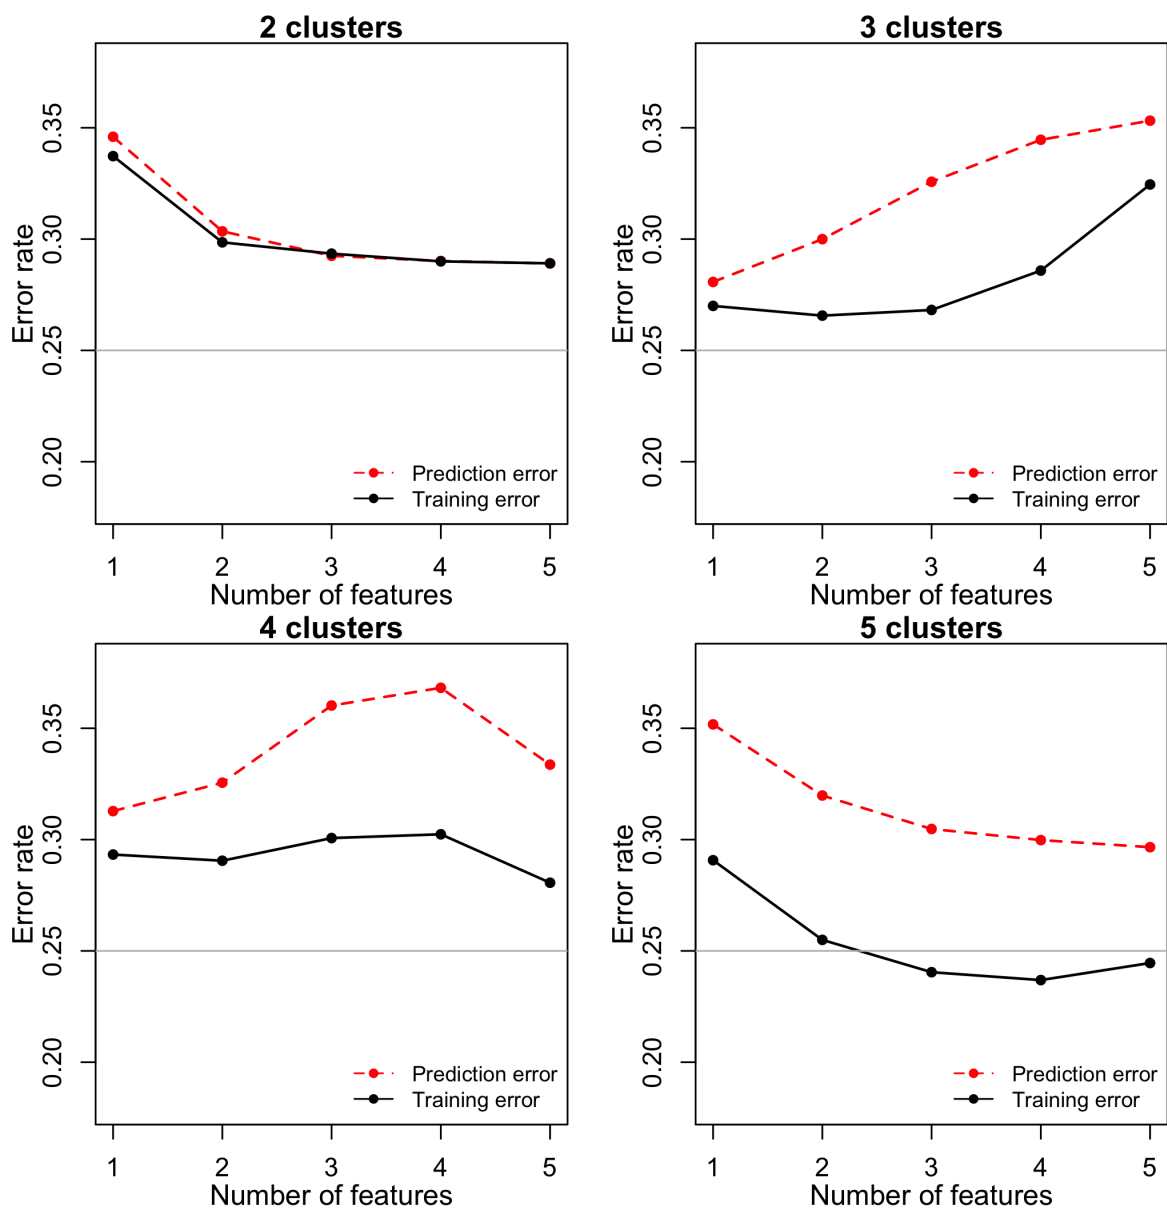 2 clusters
Error rate
0.35
0.30
0.25
0.20
Prediction error
Training error
1 2 3 4 5
Number of features
3 clusters
Error rate
0.35
0.30
0.25
0.20
Prediction error
Training error
1 2 3 4 5
Number of features
4 clusters
Error rate
0.35
0.30
0.25
0.20
Prediction error
Training error
1 2 3 4 5
Number of features
5 clusters
Error rate
0.35
0.30
0.25
0.20
Prediction error
Training error
1 2 3 4 5
Number of features